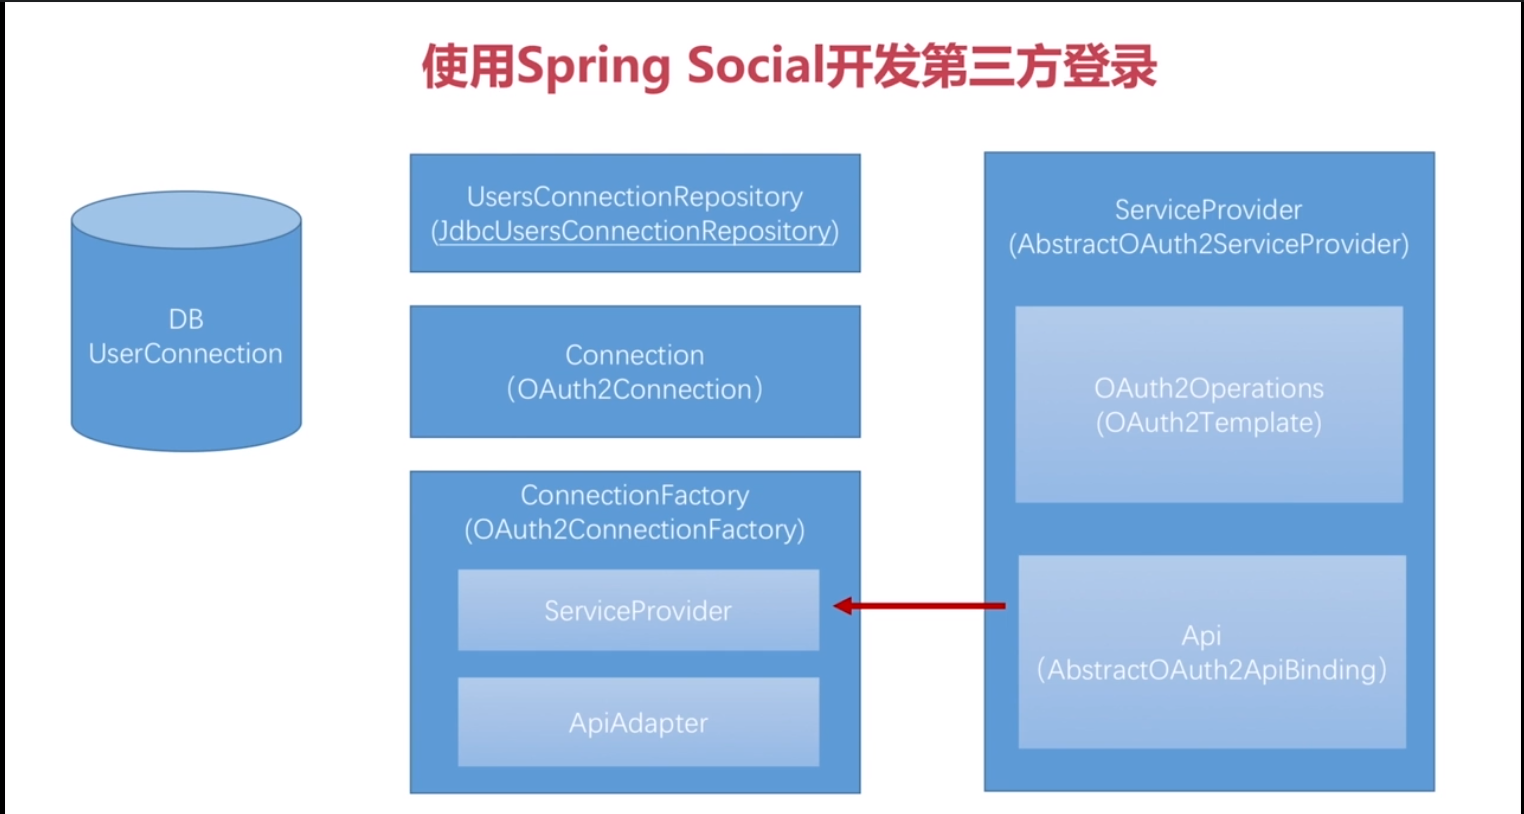 使用Spring Social开发第三方登录
DB
UserConnection
UsersConnectionRepository
(JdbcUsersConnectionRepository)
Connection
（OAuth2Connection）
ConnectionFactory
(OAuth2ConnectionFactory)
ServiceProvider
ApiAdapter
ServiceProvider
(AbstractOAuth2ServiceProvider)
OAuth2Operations
(OAuth2Template)
Api
（AbstractOAuth2ApiBinding）